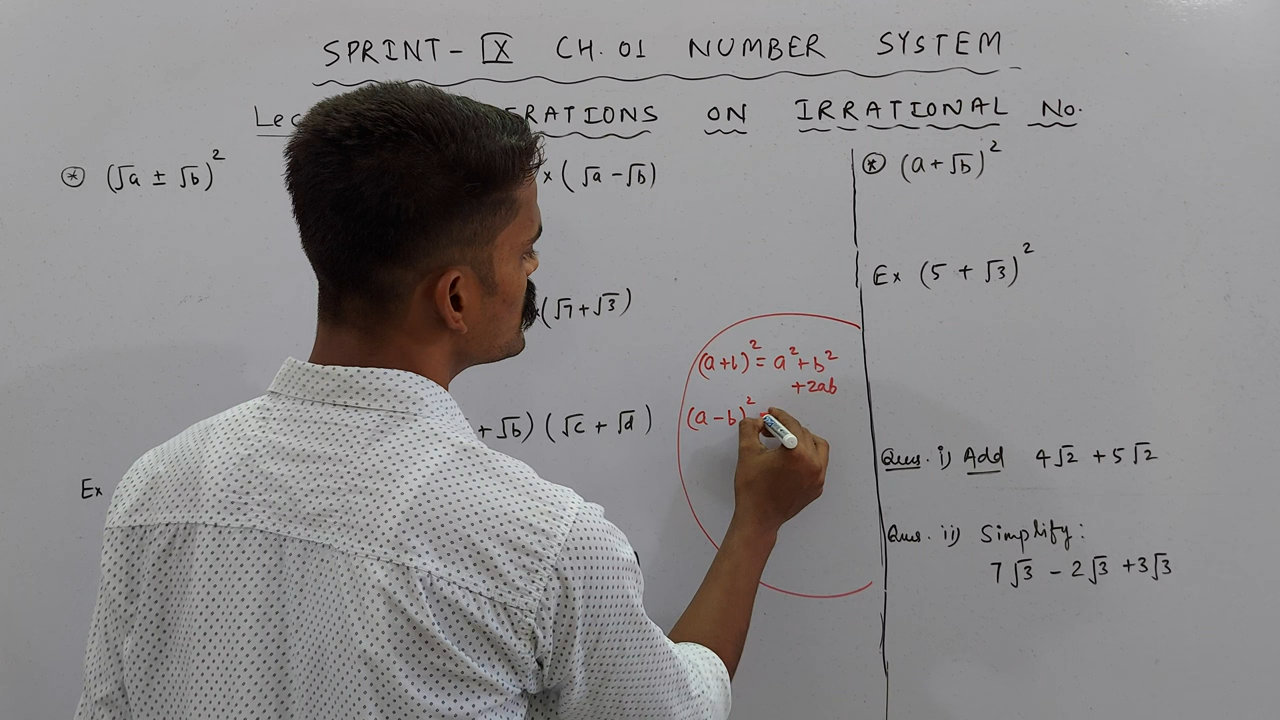 SPRINT-IX CH.01 NUMBER SYSTEM
ON IRRATIONAL No.
(√a ± √b)²
×(√a-√b)
(√7+√3)
+√b)(√c+√d)
Ex
(a+b)²=a²+b²
+2ab
(a-b)²=
(a+√b)²
Ex (5+√3)²
Ques. i) Add 4√2+5√2
Ques. ii) Simplify:
7√3-2√3+3√3